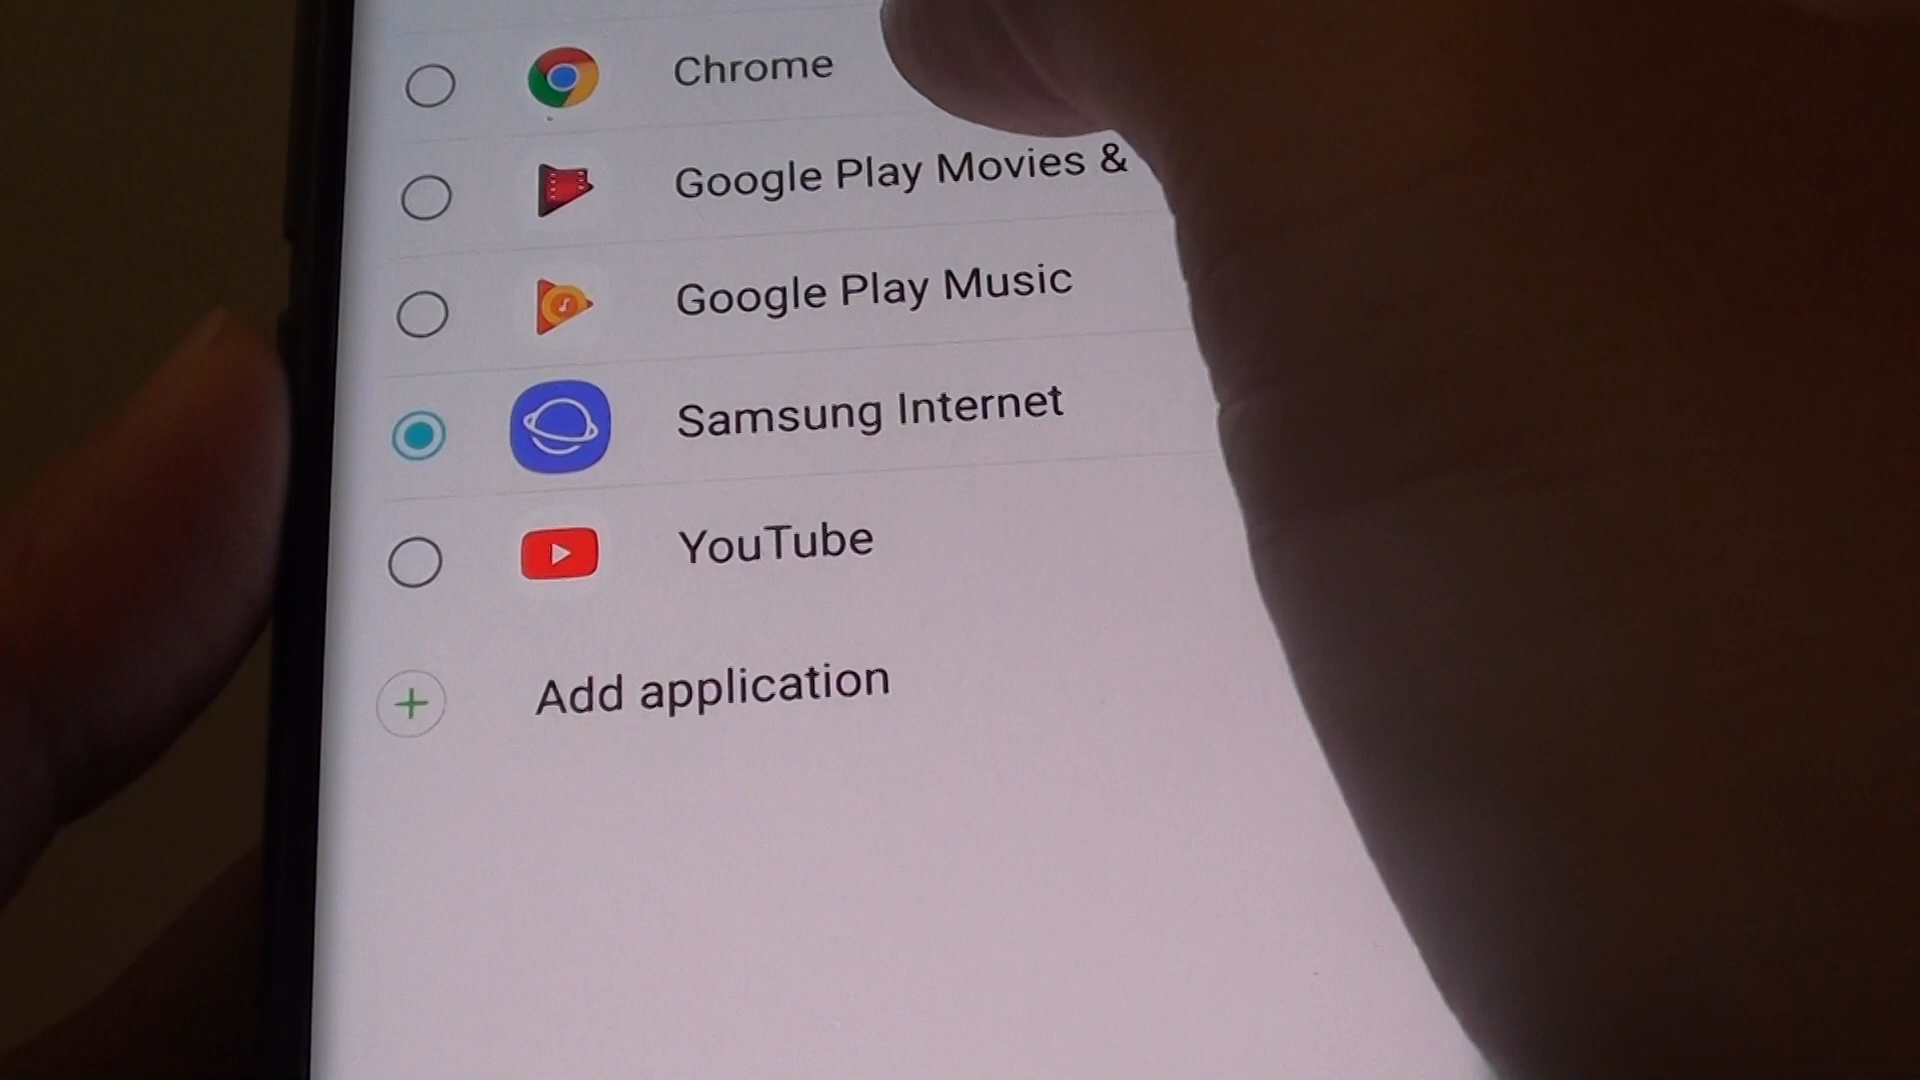 Chrome
Google Play Movies &
Google Play Music
Samsung Internet
YouTube
Add application